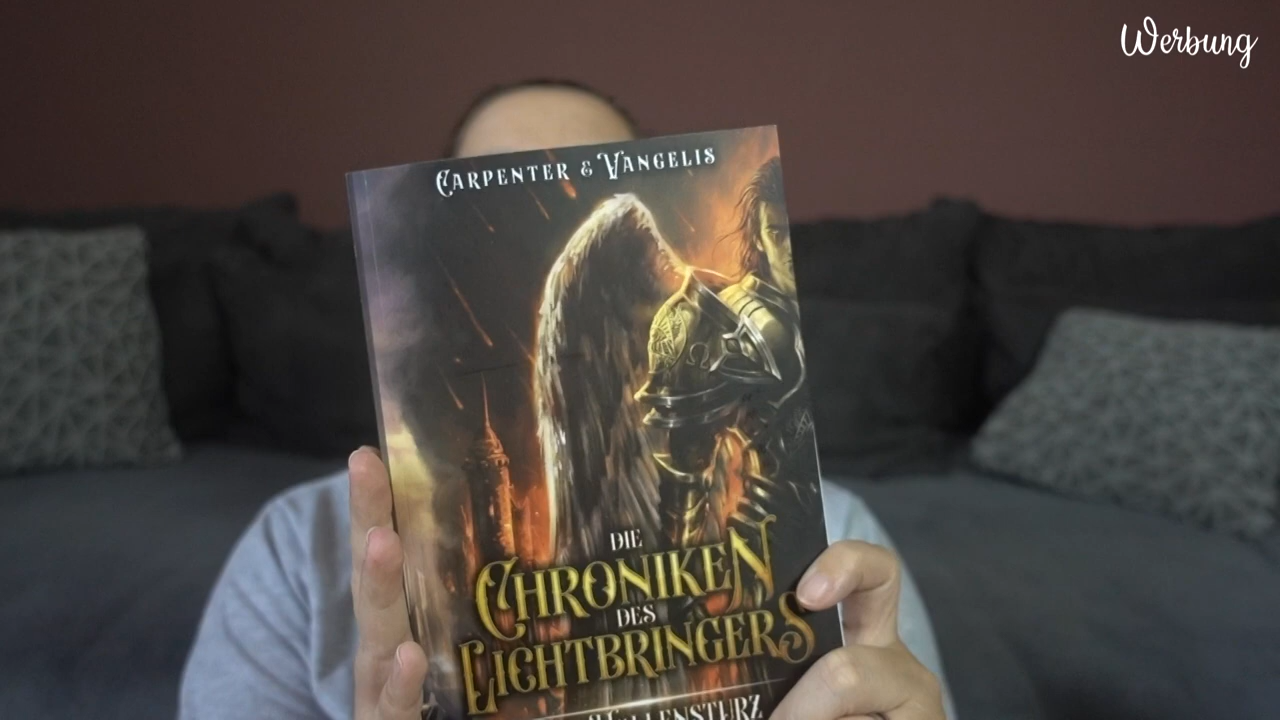 Werbung
CARPENTER & VANGELIS
DIE
CHRONIKEN
DES
LICHTBRINGERS